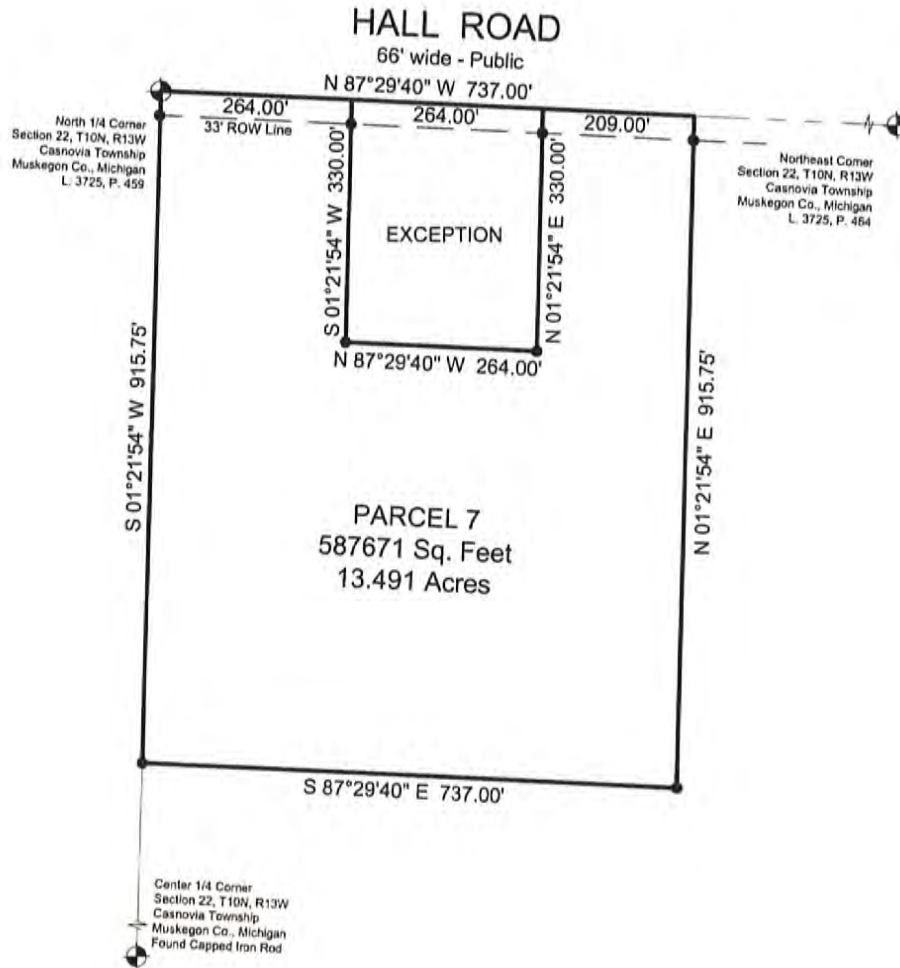 HALL ROAD
66' wide - Public
N 87°29'40" W 737.00'
264.00'
33' ROW Line
264.00'
209.00'
North 1/4 Corner
Section 22, T10N, R13W
Casnovia Township
Muskegon Co., Michigan
L. 3725, P. 459
Northeast Corner
Section 22, T10N, R13W
Casnovia Township
Muskegon Co., Michigan
L. 3725, P. 464
S 01°21'54" W 330.00'
EXCEPTION
N 01°21'54" E 330.00'
N 87°29'40" W 264.00'
S 01°21'54" W 915.75'
N 01°21'54" E 915.75'
PARCEL 7
587671 Sq. Feet
13.491 Acres
S 87°29'40" E 737.00'
Center 1/4 Corner
Section 22, T10N, R13W
Casnovia Township
Muskegon Co., Michigan
Found Capped Iron Rod